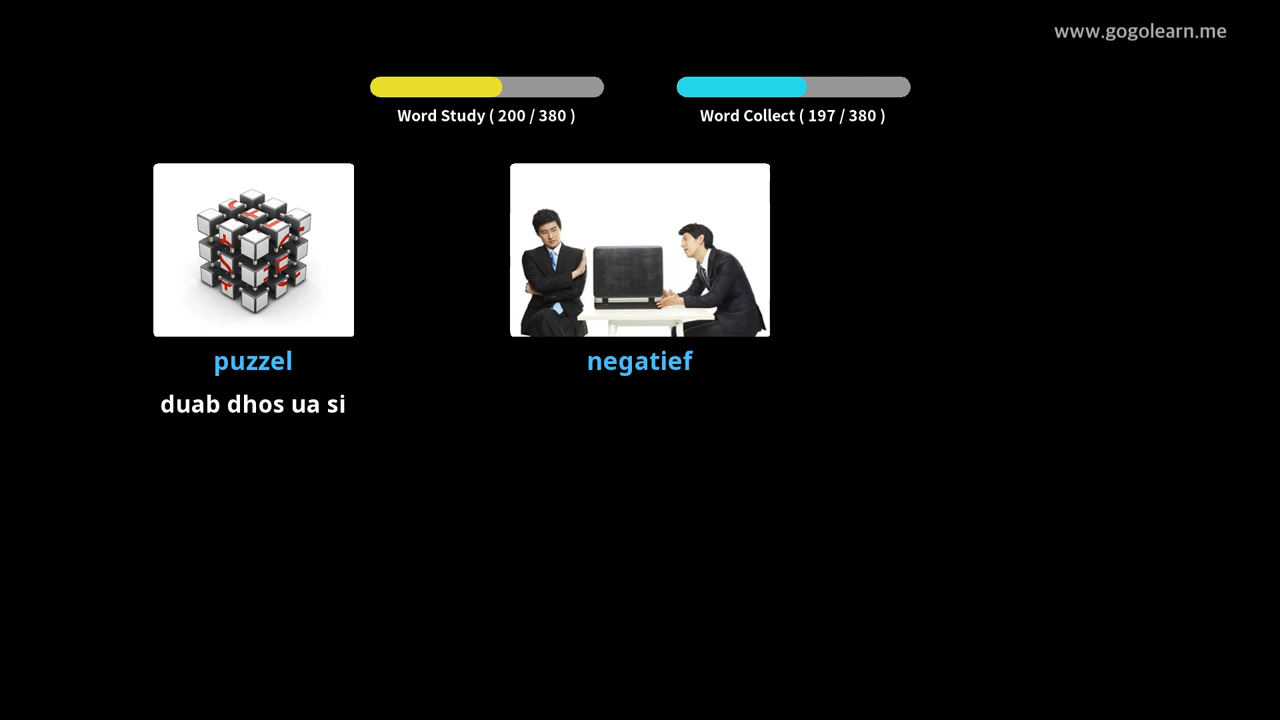 www.gogolearn.me
Word Study ( 200 / 380 )
Word Collect ( 197 / 380 )
puzzel
negatief
duab dhos ua si